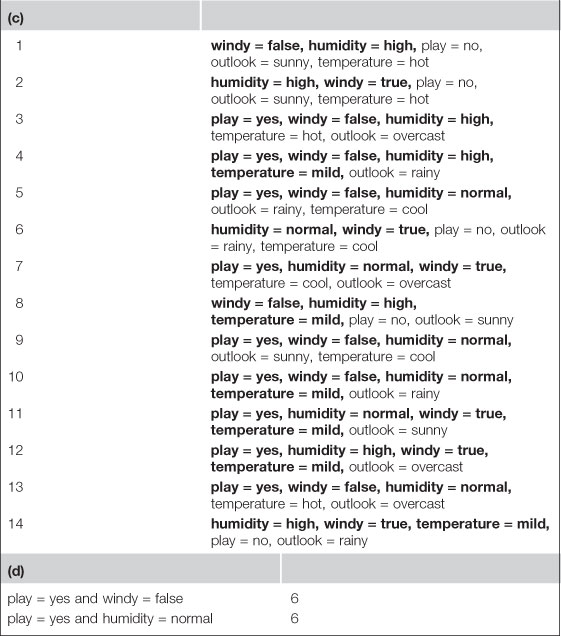 (c)
1 windy = false, humidity = high, play = no,
outlook = sunny, temperature = hot
2 humidity = high, windy = true, play = no,
outlook = sunny, temperature = hot
3 play = yes, windy = false, humidity = high,
temperature = hot, outlook = overcast
4 play = yes, windy = false, humidity = high,
temperature = mild, outlook = rainy
5 play = yes, windy = false, humidity = normal,
outlook = rainy, temperature = cool
6 humidity = normal, windy = true, play = no, outlook
= rainy, temperature = cool
7 play = yes, humidity = normal, windy = true,
temperature = cool, outlook = overcast
8 windy = false, humidity = high,
temperature = mild, play = no, outlook = sunny
9 play = yes, windy = false, humidity = normal,
outlook = sunny, temperature = cool
10 play = yes, windy = false, humidity = normal,
temperature = mild, outlook = rainy
11 play = yes, humidity = normal, windy = true,
temperature = mild, outlook = sunny
12 play = yes, humidity = high, windy = true,
temperature = mild, outlook = overcast
13 play = yes, windy = false, humidity = normal,
temperature = hot, outlook = overcast
14 humidity = high, windy = true, temperature = mild,
play = no, outlook = rainy
(d)
play = yes and windy = false 6
play = yes and humidity = normal 6